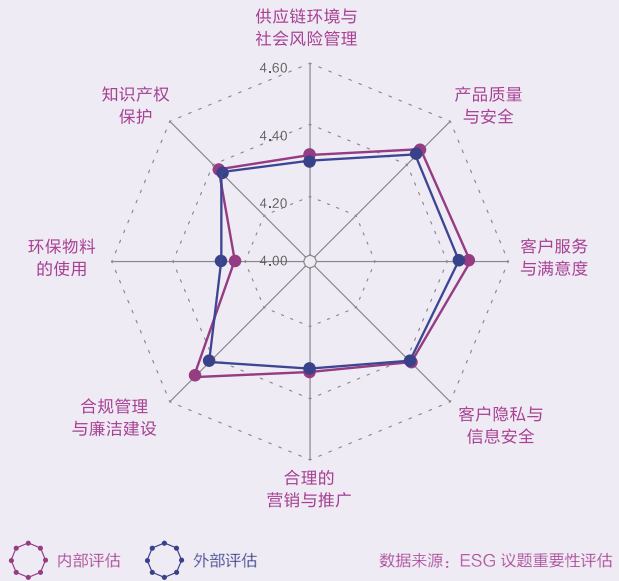 供应链环境与
社会风险管理
4.60
知识产权
保护
产品质量
与安全
4.40
4.20
环保物料
的使用
4.00
客户服务
与满意度
合规管理
与廉洁建设
客户隐私与
信息安全
合理的
营销与推广
内部评估
外部评估
数据来源：ESG 议题重要性评估